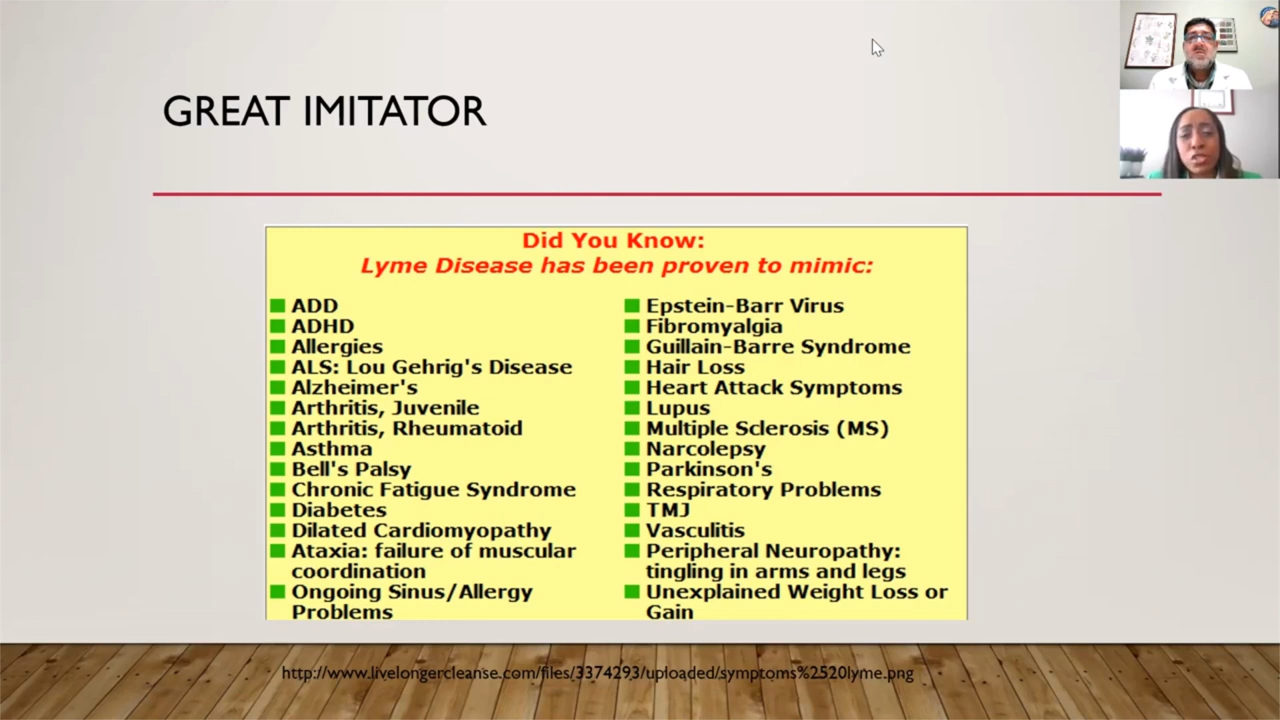 GREAT IMITATOR
Did You Know:
Lyme Disease has been proven to mimic:
ADD
ADHD
Allergies
ALS: Lou Gehrig's Disease
Alzheimer's
Arthritis, Juvenile
Arthritis, Rheumatoid
Asthma
Bell's Palsy
Chronic Fatigue Syndrome
Diabetes
Dilated Cardiomyopathy
Ataxia: failure of muscular
coordination
Ongoing Sinus/Allergy
Problems
Epstein-Barr Virus
Fibromyalgia
Guillain-Barre Syndrome
Hair Loss
Heart Attack Symptoms
Lupus
Multiple Sclerosis (MS)
Narcolepsy
Parkinson's
Respiratory Problems
TMJ
Vasculitis
Peripheral Neuropathy:
tingling in arms and legs
Unexplained Weight Loss or
Gain
http://www.livelongercleanse.com/files/3374293/uploaded/symptoms%2520lyme.png